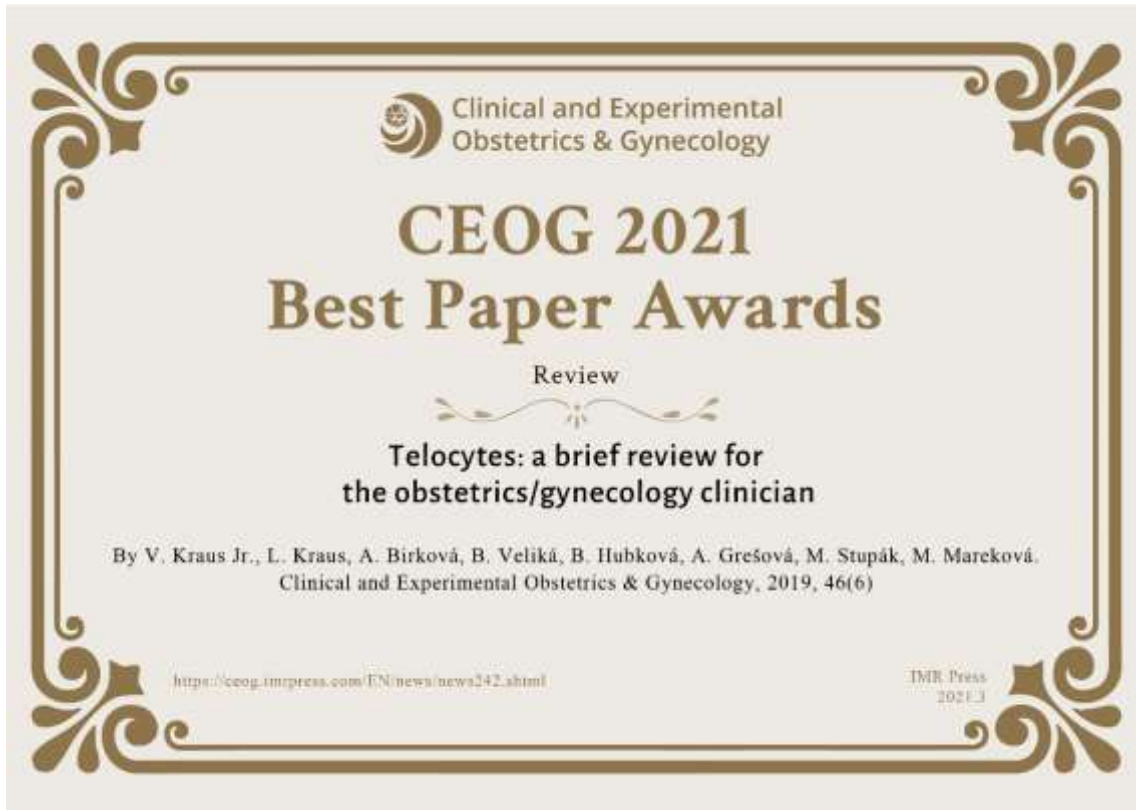 Clinical and Experimental
Obstetrics & Gynecology
CEOG 2021
Best Paper Awards
Review
Telocytes: a brief review for
the obstetrics/gynecology clinician
By V. Kraus Jr., L. Kraus, A. Birková, B. Veliká, B. Hubková, A. Grešová, M. Stupák, M. Mareková.
Clinical and Experimental Obstetrics & Gynecology, 2019, 46(6)
https://ceog.imrpress.com/EN/news/news242.shtml
IMR Press
2021.3